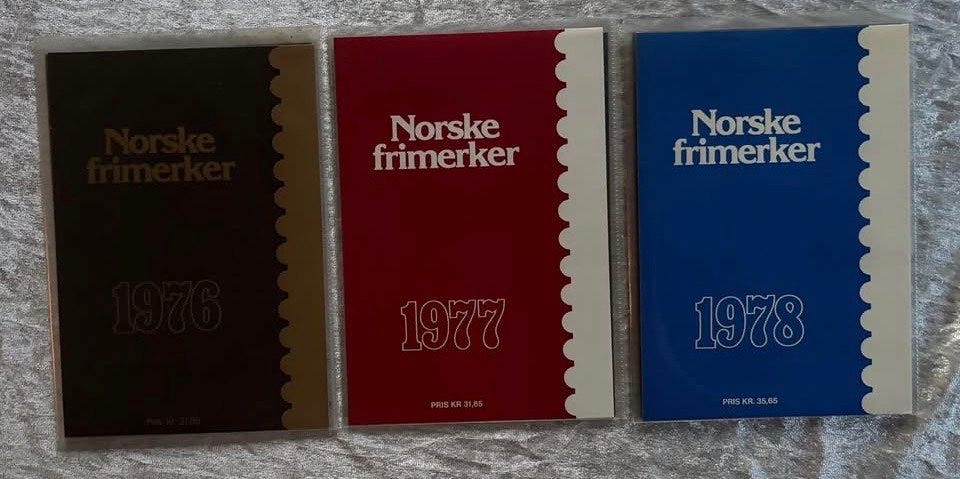 Norske
frimerker
1976
Norske
frimerker
1977
PRIS KR 31,65
Norske
frimerker
1978
PRIS KR. 35,65